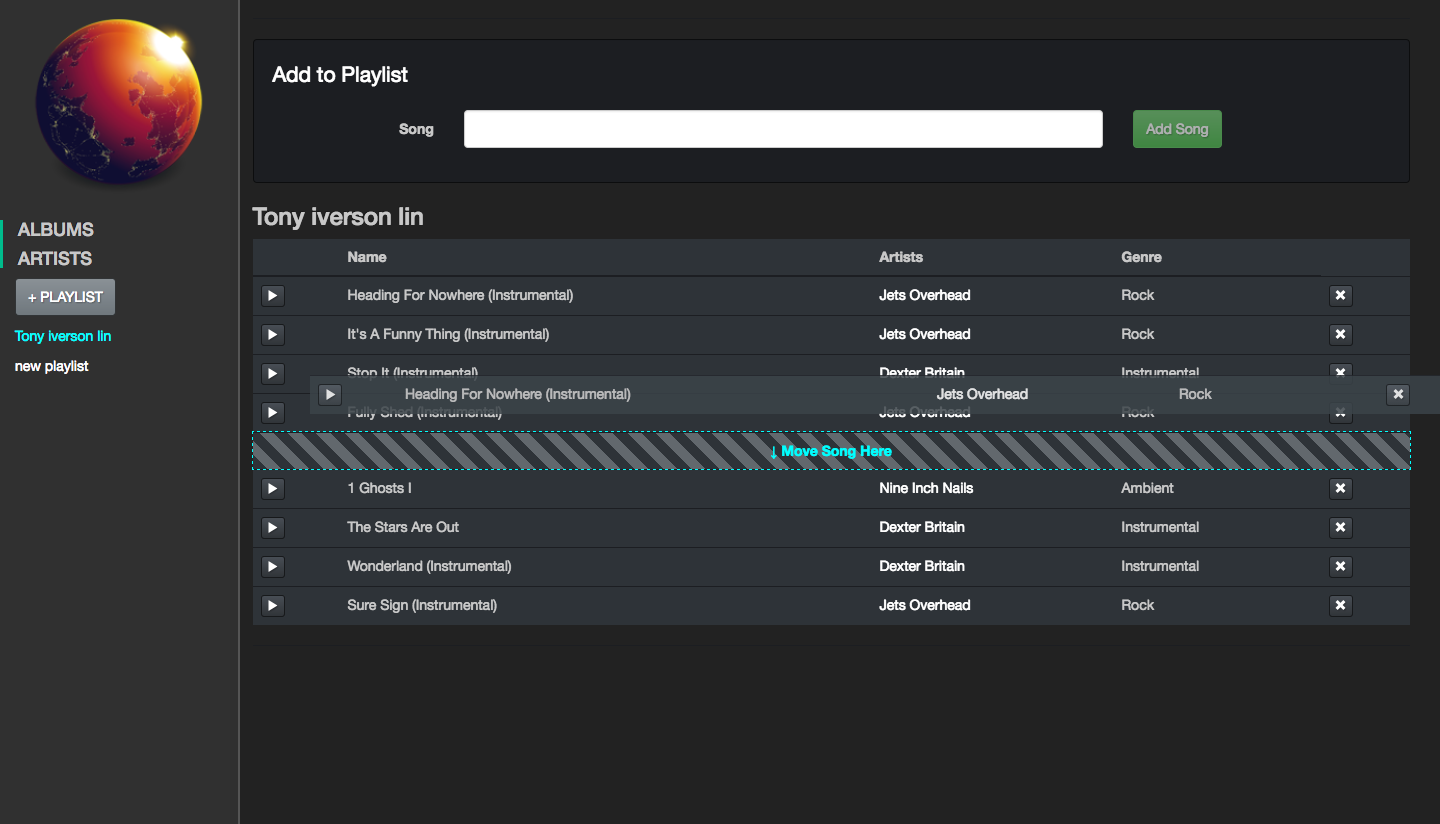 Add to Playlist
Song
Add Song
ALBUMS
ARTISTS
+ PLAYLIST
Tony iverson lin
new playlist
Tony iverson lin
Name Artists Genre
Heading For Nowhere (Instrumental) Jets Overhead Rock
It's A Funny Thing (Instrumental) Jets Overhead Rock
Stop It (Instrumental) Dexter Britain Instrumental
Heading For Nowhere (Instrumental) Jets Overhead Rock
Fully Shed (Instrumental) Jets Overhead Rock
↓ Move Song Here
1 Ghosts I Nine Inch Nails Ambient
The Stars Are Out Dexter Britain Instrumental
Wonderland (Instrumental) Dexter Britain Instrumental
Sure Sign (Instrumental) Jets Overhead Rock